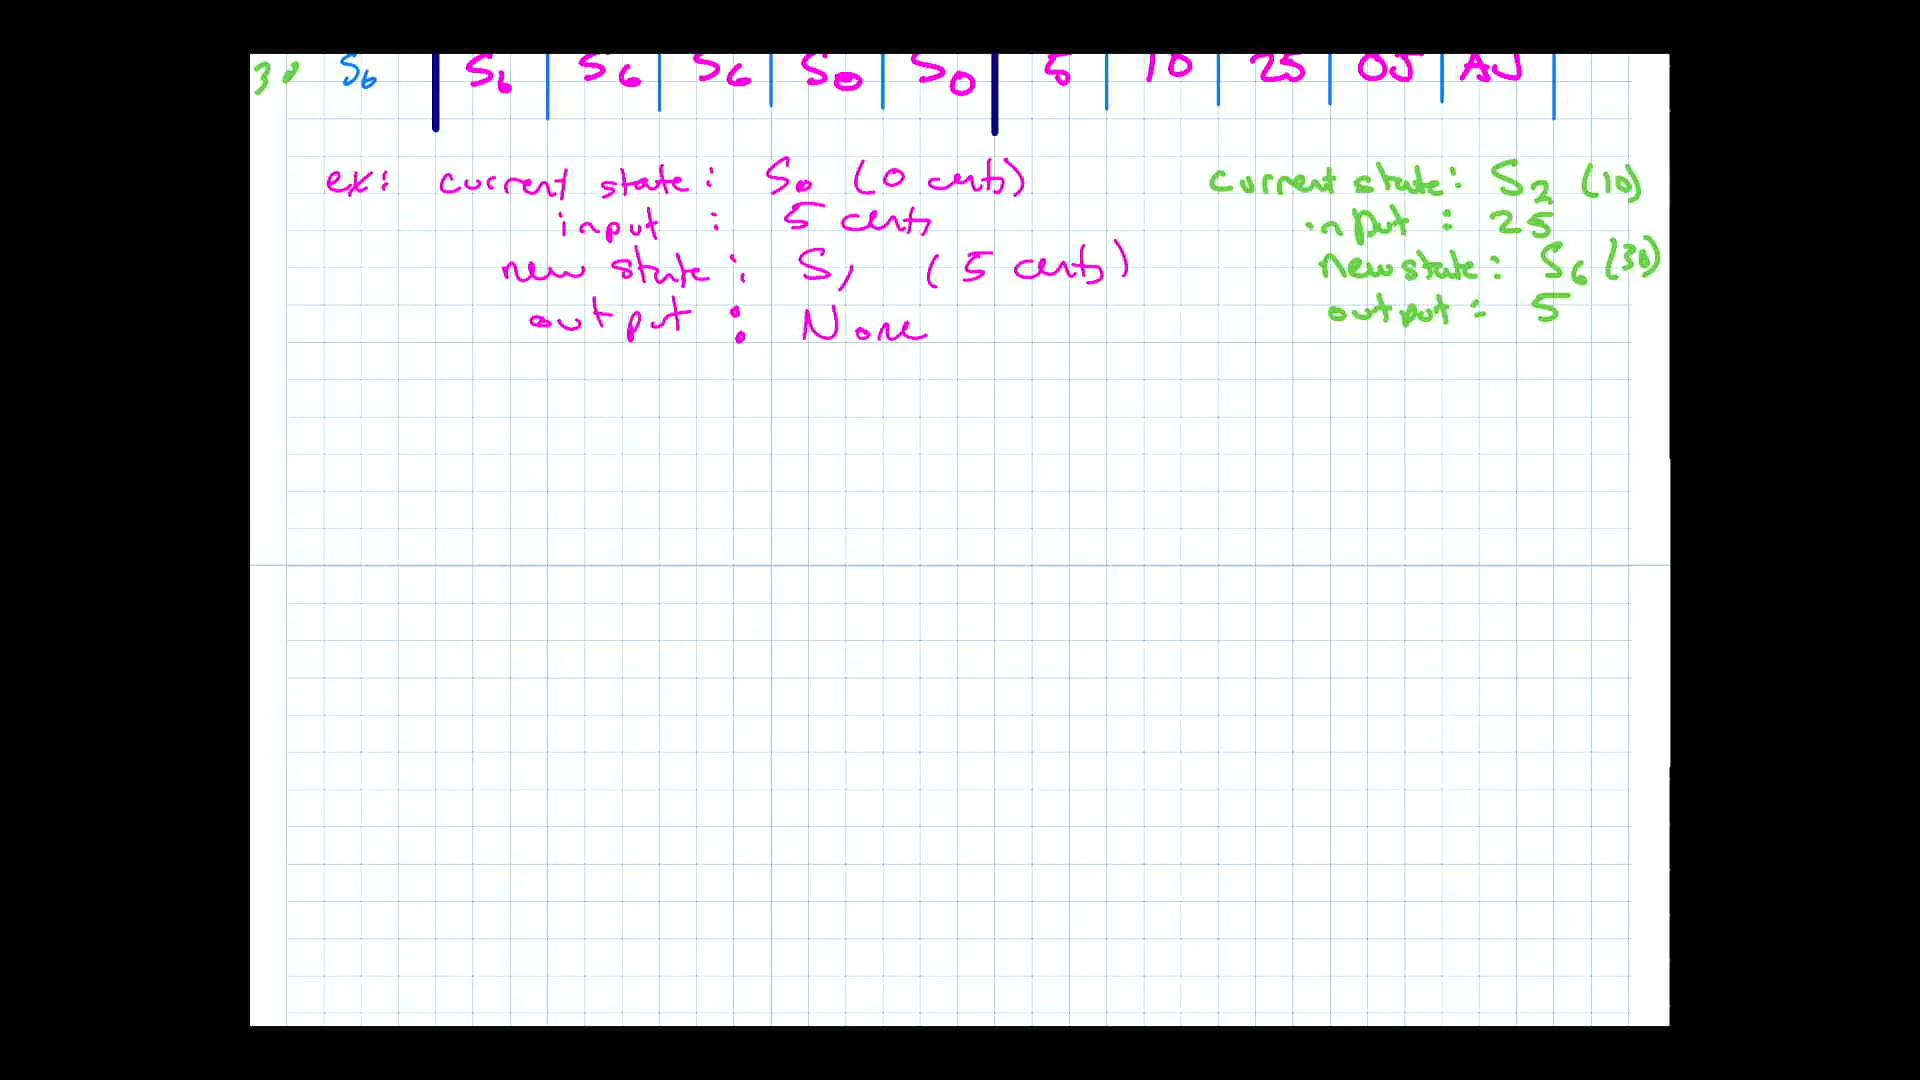 30 S6 S6 S6 S6 S0 S0 5 10 25 OJ AJ
ex: current state: S0 (0 cents)
input : 5 cents
new state: S1 (5 cents)
output : None
current state: S2 (10)
input : 25
new state: S6 (30)
output: 5